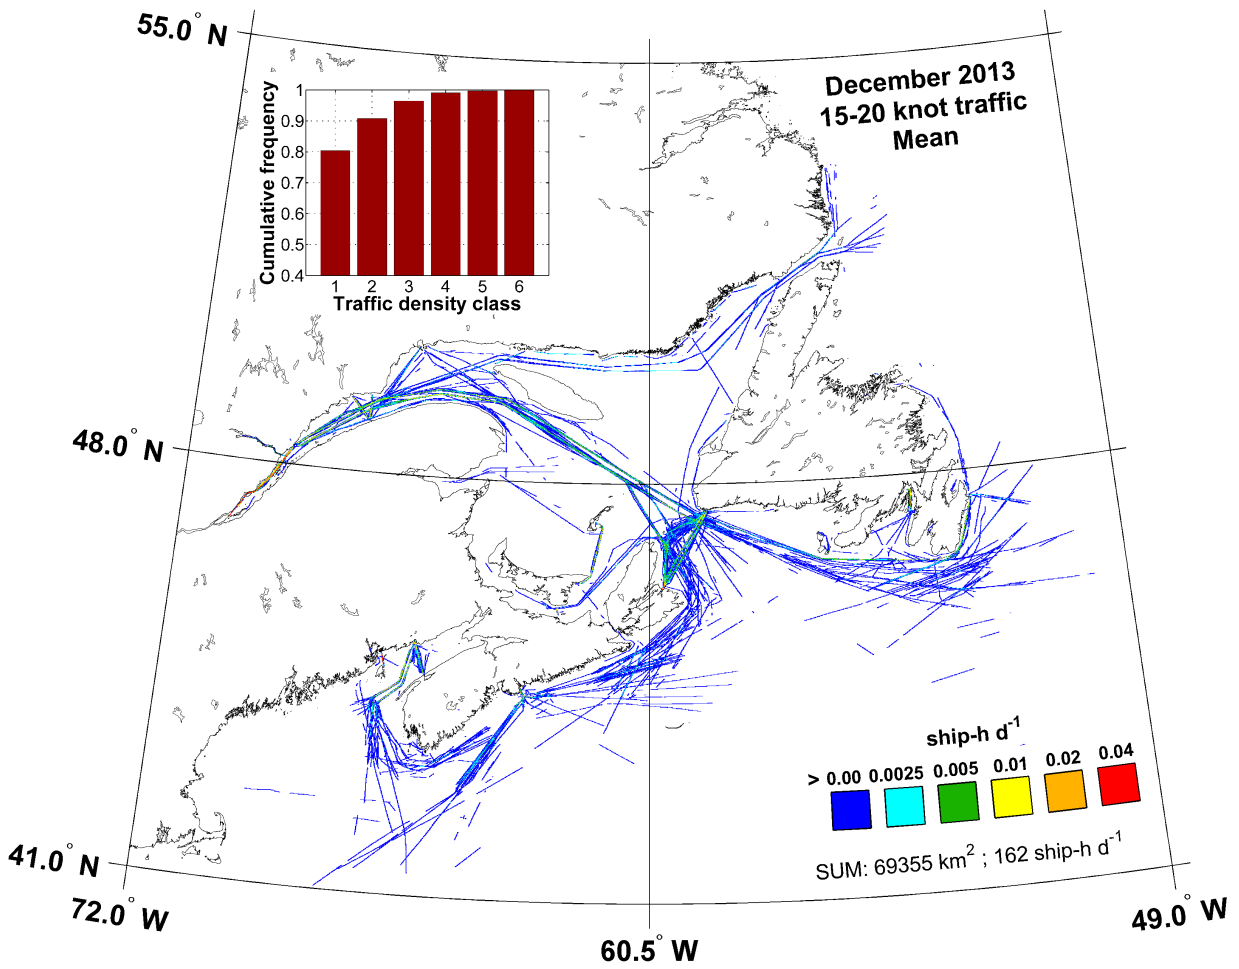 55.0° N
December 2013
15-20 knot traffic
Mean
Cumulative frequency
1
0.9
0.8
0.7
0.6
0.5
0.4
1 2 3 4 5 6
Traffic density class
48.0° N
ship-h d⁻¹
> 0.00 0.0025 0.005 0.01 0.02 0.04
SUM: 69355 km² ; 162 ship-h d⁻¹
41.0° N
72.0° W
60.5° W
49.0° W